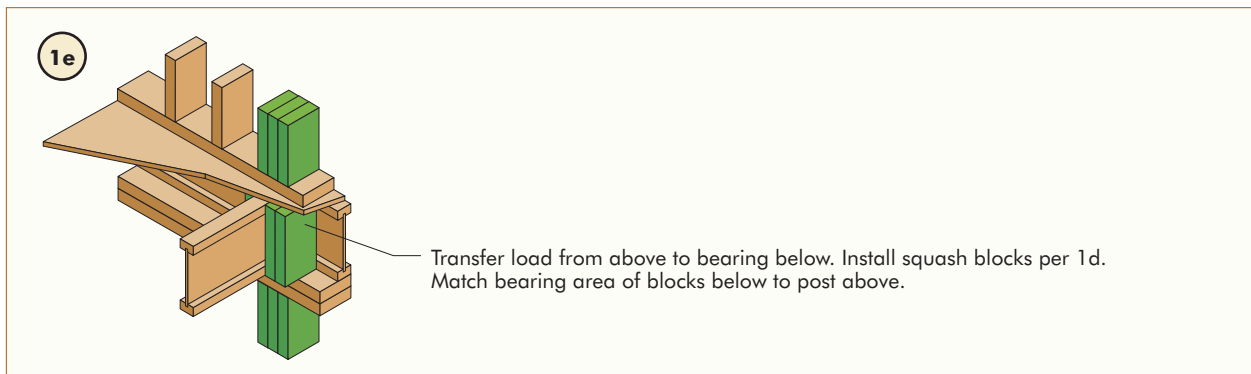 1e
Transfer load from above to bearing below. Install squash blocks per 1d.
Match bearing area of blocks below to post above.